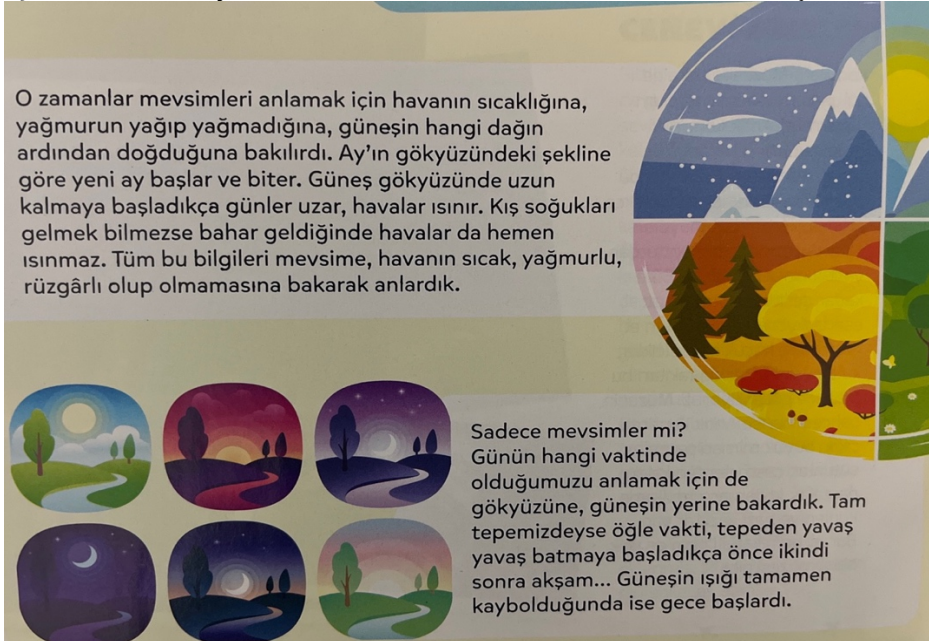 O zamanlar mevsimleri anlamak için havanın sıcaklığına,
yağmurun yağıp yağmadığına, güneşin hangi dağın
ardından doğduğuna bakılırdı. Ay’ın gökyüzündeki şekline
göre yeni ay başlar ve biter. Güneş gökyüzünde uzun
kalmaya başladıkça günler uzar, havalar ısınır. Kış soğukları
gelmek bilmezse bahar geldiğinde havalar da hemen
ısınmaz. Tüm bu bilgileri mevsime, havanın sıcak, yağmurlu,
rüzgârlı olup olmamasına bakarak anlardık.
Sadece mevsimler mi?
Günün hangi vaktinde
olduğumuzu anlamak için de
gökyüzüne, güneşin yerine bakardık. Tam
tepemizdeyse öğle vakti, tepeden yavaş
yavaş batmaya başladıkça önce ikindi
sonra akşam... Güneşin ışığı tamamen
kaybolduğunda ise gece başlardı.